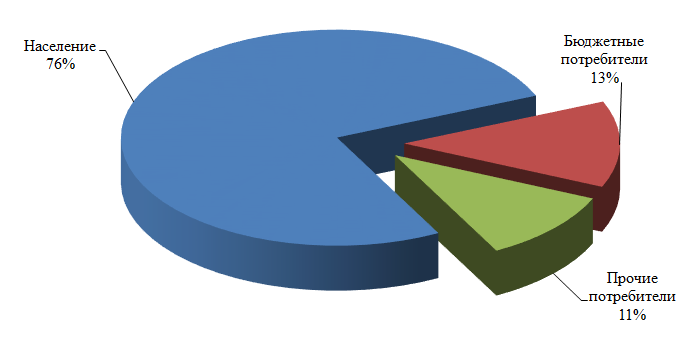 Население
76%
Бюджетные
потребители
13%
Прочие
потребители
11%